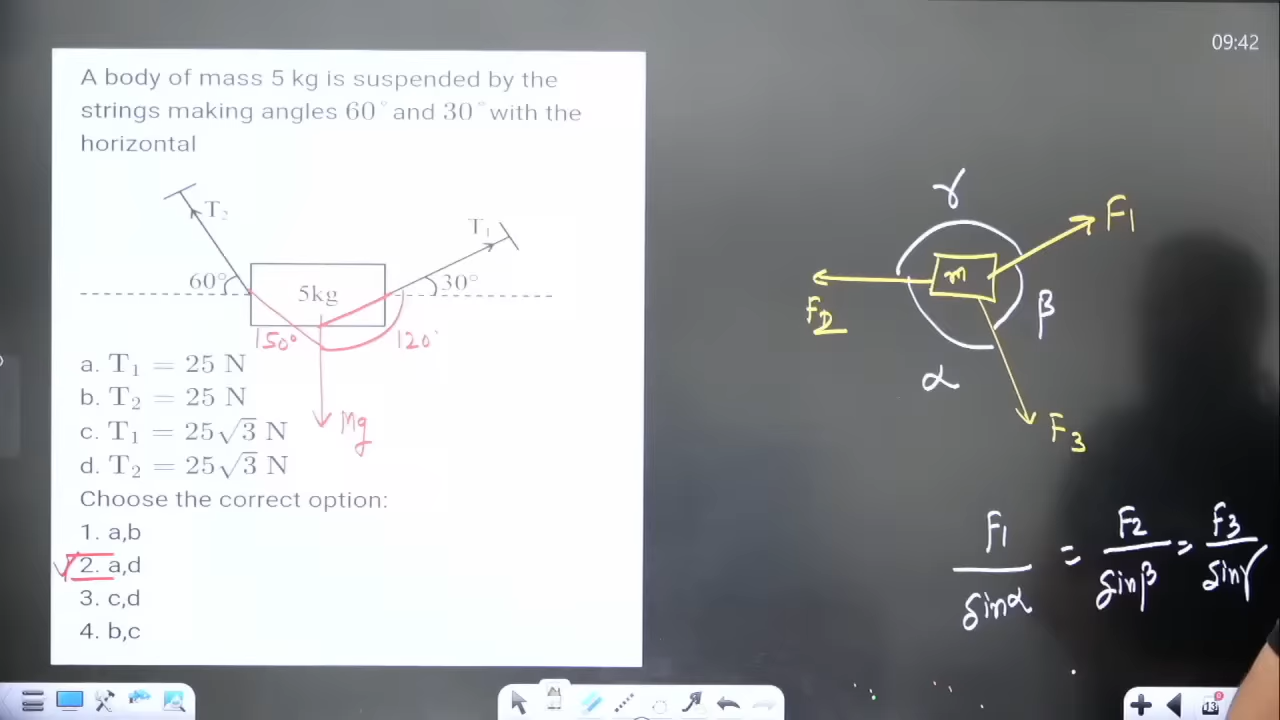 09:42
A body of mass 5 kg is suspended by the
strings making angles 60° and 30° with the
horizontal
T₂
T₁
60°
5kg
30°
150°
120°
a. T₁ = 25 N
b. T₂ = 25 N
c. T₁ = 25√3 N
d. T₂ = 25√3 N
Mg
Choose the correct option:
1. a,b
2. a,d
3. c,d
4. b,c
γ
F₁
m
F₂
β
α
F₃
F₁/sinα = F₂/sinβ = F₃/sinγ
13